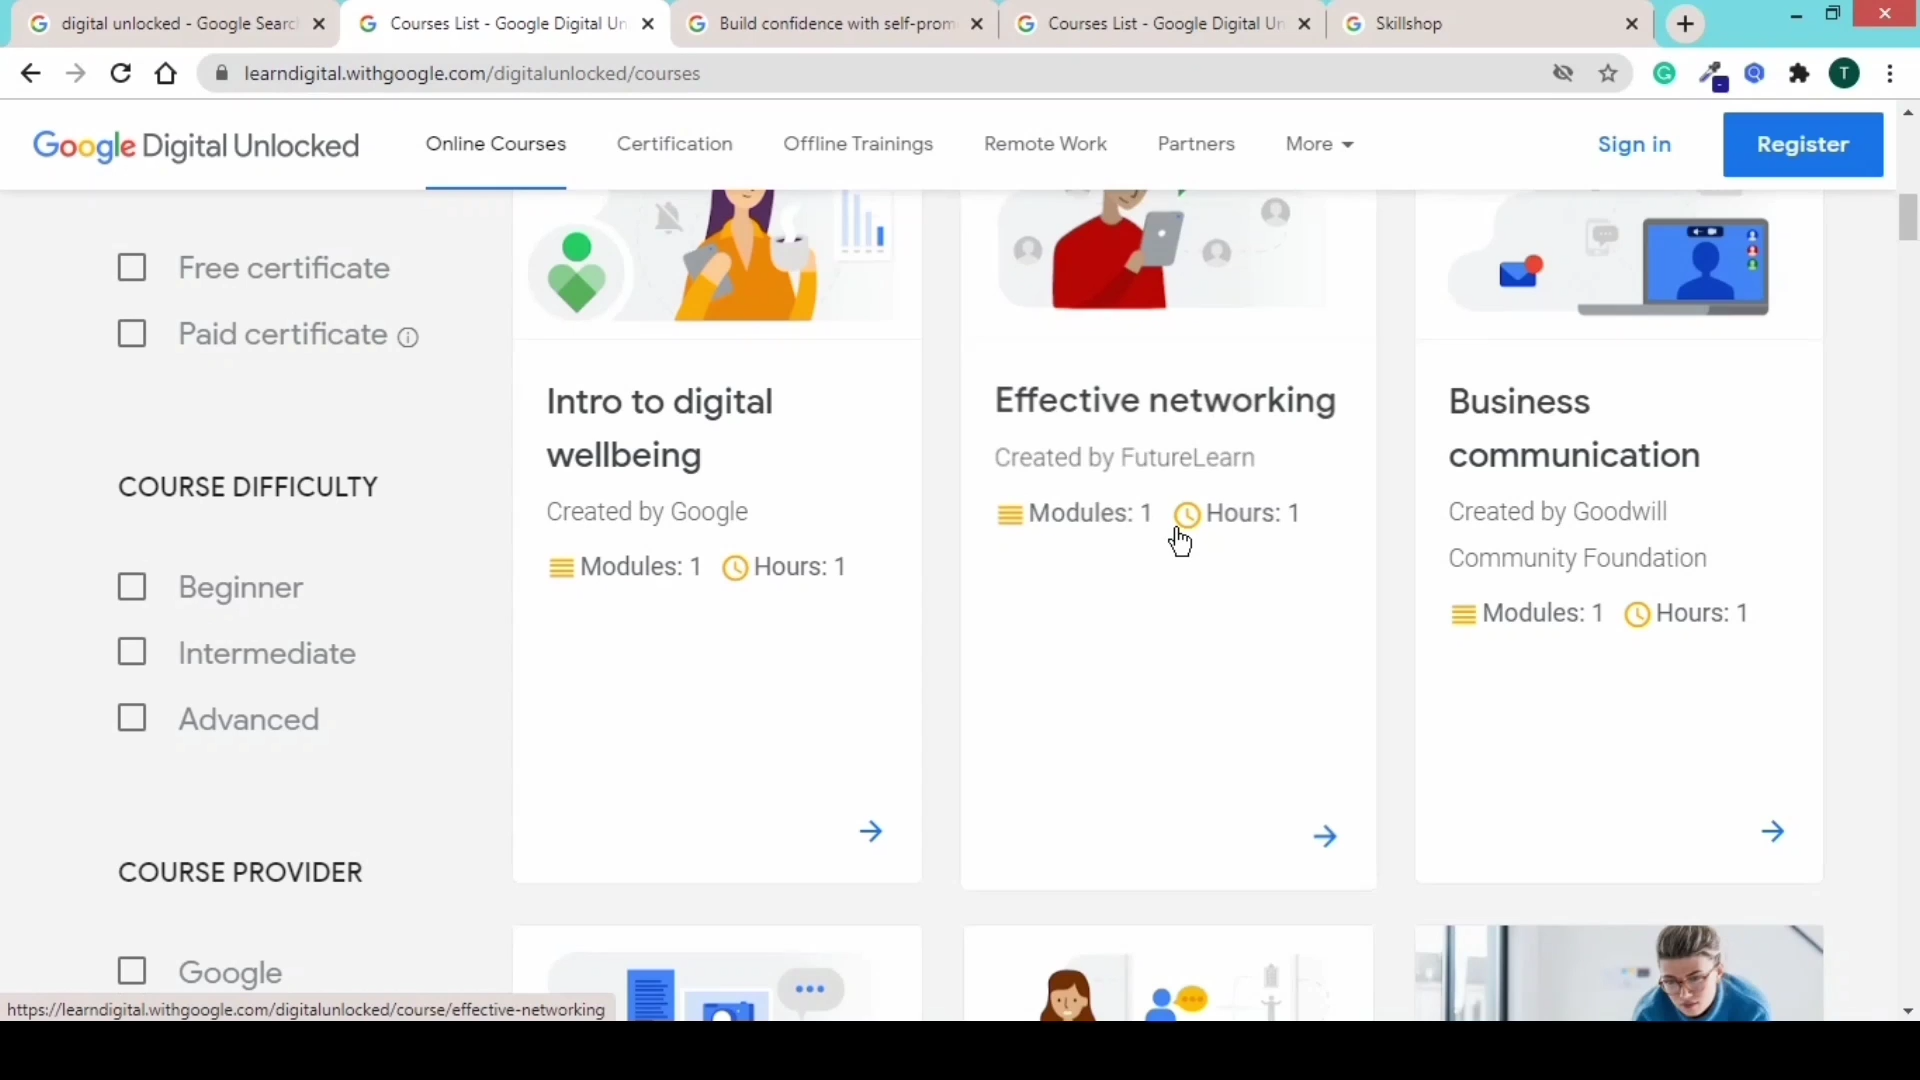 digital unlocked - Google Searc
Courses List - Google Digital Un
Build confidence with self-prom
Courses List - Google Digital Un
Skillshop
learndigital.withgoogle.com/digitalunlocked/courses
T
Google Digital Unlocked
Online Courses
Certification
Offline Trainings
Remote Work
Partners
More
Sign in
Register
Free certificate
Paid certificate
COURSE DIFFICULTY
Beginner
Intermediate
Advanced
COURSE PROVIDER
Google
Intro to digital
wellbeing
Created by Google
Modules: 1 Hours: 1
Effective networking
Created by FutureLearn
Modules: 1 Hours: 1
Business
communication
Created by Goodwill
Community Foundation
Modules: 1 Hours: 1
https://learndigital.withgoogle.com/digitalunlocked/course/effective-networking